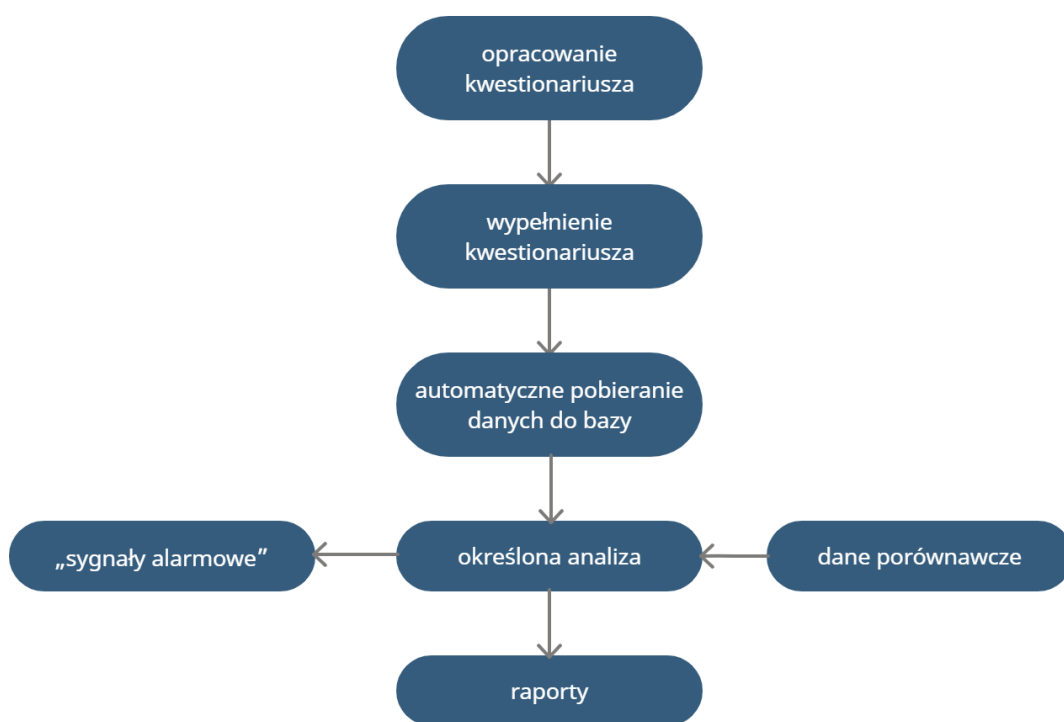 opracowanie
kwestionariusza
wypełnienie
kwestionariusza
automatyczne pobieranie
danych do bazy
„sygnały alarmowe”
określona analiza
dane porównawcze
raporty